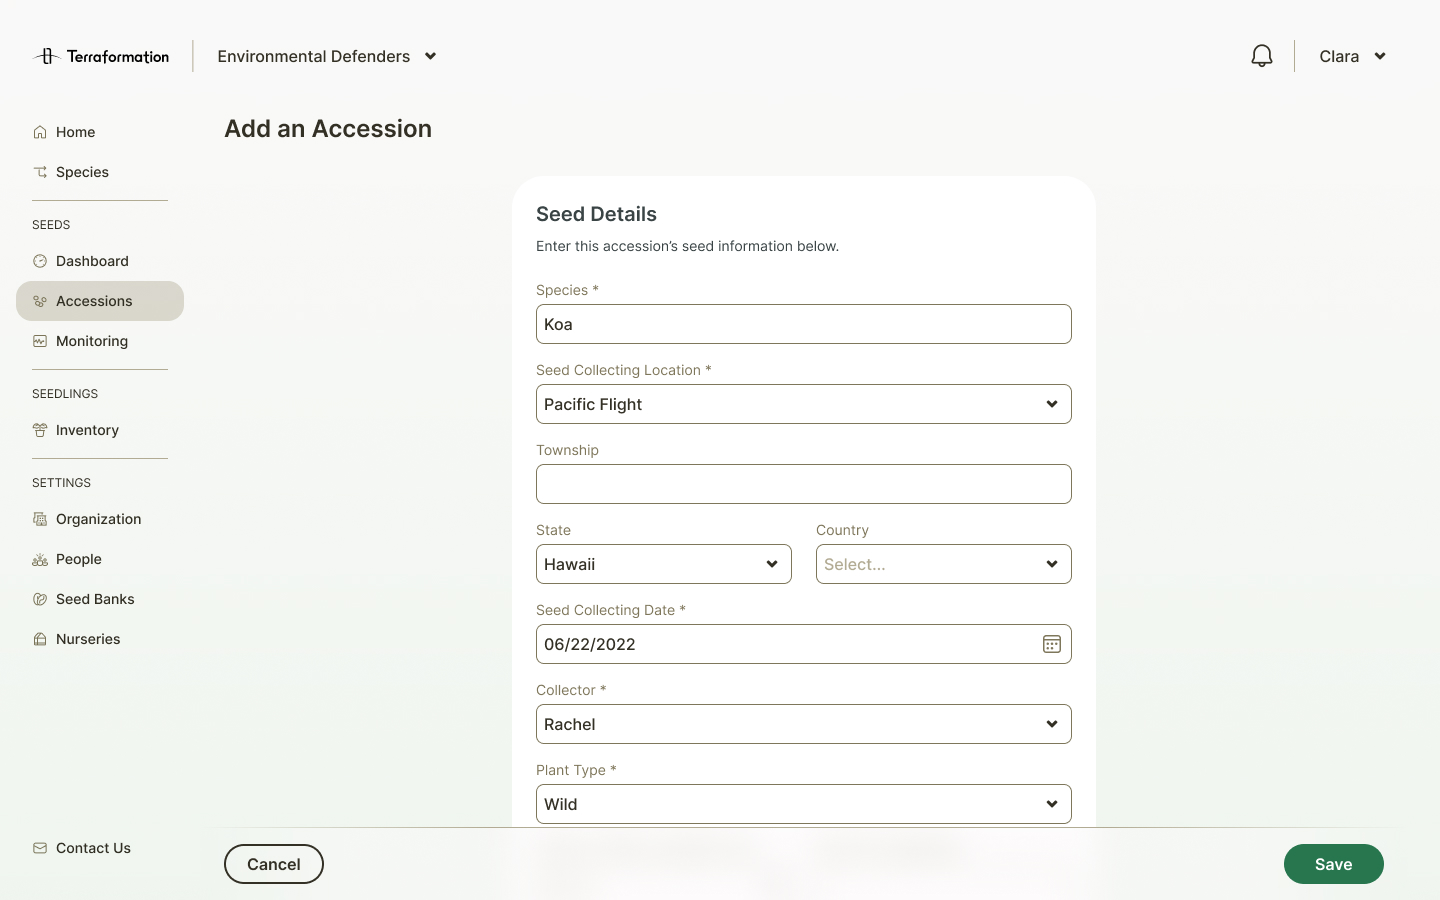 Terraformation
Environmental Defenders
Clara
Home
Species
SEEDS
Dashboard
Accessions
Monitoring
SEEDLINGS
Inventory
SETTINGS
Organization
People
Seed Banks
Nurseries
Contact Us
Add an Accession
Seed Details
Enter this accession’s seed information below.
Species *
Koa
Seed Collecting Location *
Pacific Flight
Township
State
Country
Hawaii
Select...
Seed Collecting Date *
06/22/2022
Collector *
Rachel
Plant Type *
Wild
Cancel
Save